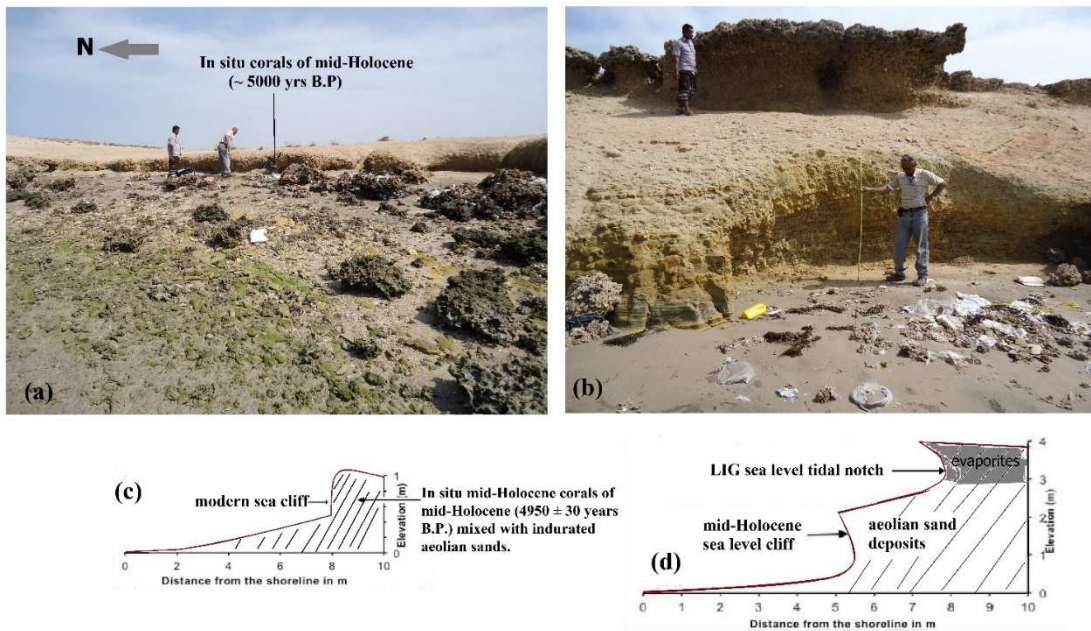 N
In situ corals of mid-Holocene
(~ 5000 yrs B.P)
(a)
(b)
(c)
modern sea cliff
In situ mid-Holocene corals of
mid-Holocene (4950 ± 30 years
B.P.) mixed with indurated
aeolian sands.
1
0
Elevation (m)
0 2 4 6 8 10
Distance from the shoreline in m
LIG sea level tidal notch
evaporites
mid-Holocene
sea level cliff
aeolian sand
deposits
(d)
4
3
2
1
0
Elevation (m)
0 1 2 3 4 5 6 7 8 9 10
Distance from the shoreline in m